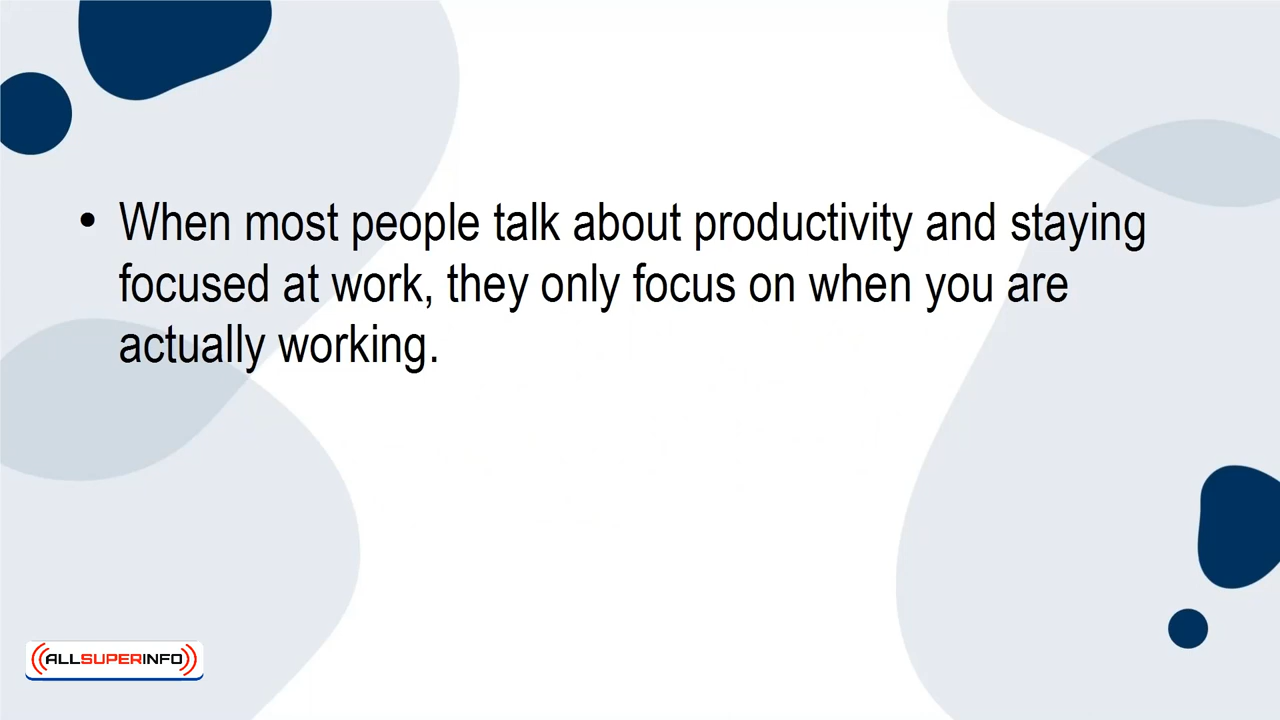 • When most people talk about productivity and staying
focused at work, they only focus on when you are
actually working.
ALLSUPERINFO